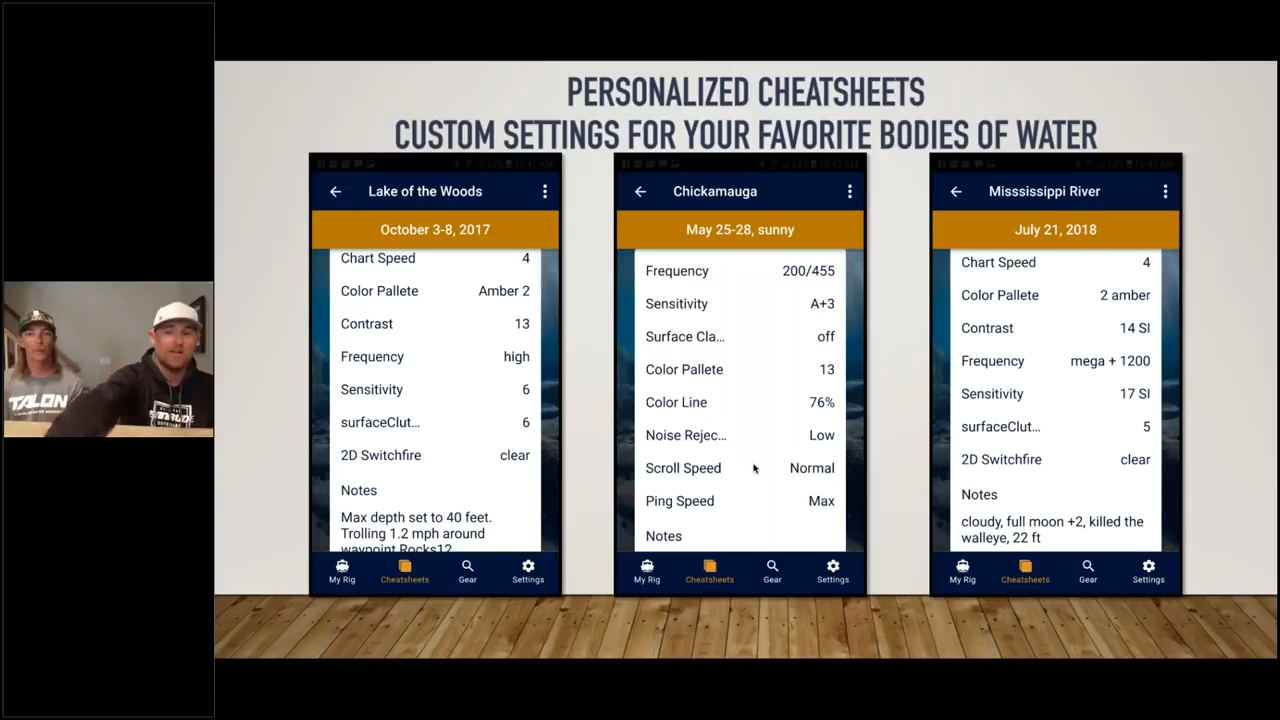 PERSONALIZED CHEATSHEETS
CUSTOM SETTINGS FOR YOUR FAVORITE BODIES OF WATER
Lake of the Woods
October 3-8, 2017
Chart Speed 4
Color Pallete Amber 2
Contrast 13
Frequency high
Sensitivity 6
surfaceClut... 6
2D Switchfire clear
Notes
Max depth set to 40 feet.
Trolling 1.2 mph around
waypoint Rocks12
My Rig Cheatsheets Gear Settings
Chickamauga
May 25-28, sunny
Frequency 200/455
Sensitivity A+3
Surface Cla... off
Color Pallete 13
Color Line 76%
Noise Rejec... Low
Scroll Speed Normal
Ping Speed Max
Notes
My Rig Cheatsheets Gear Settings
Misssissippi River
July 21, 2018
Chart Speed 4
Color Pallete 2 amber
Contrast 14 SI
Frequency mega + 1200
Sensitivity 17 SI
surfaceClut... 5
2D Switchfire clear
Notes
cloudy, full moon +2, killed the
walleye, 22 ft
My Rig Cheatsheets Gear Settings
TALON